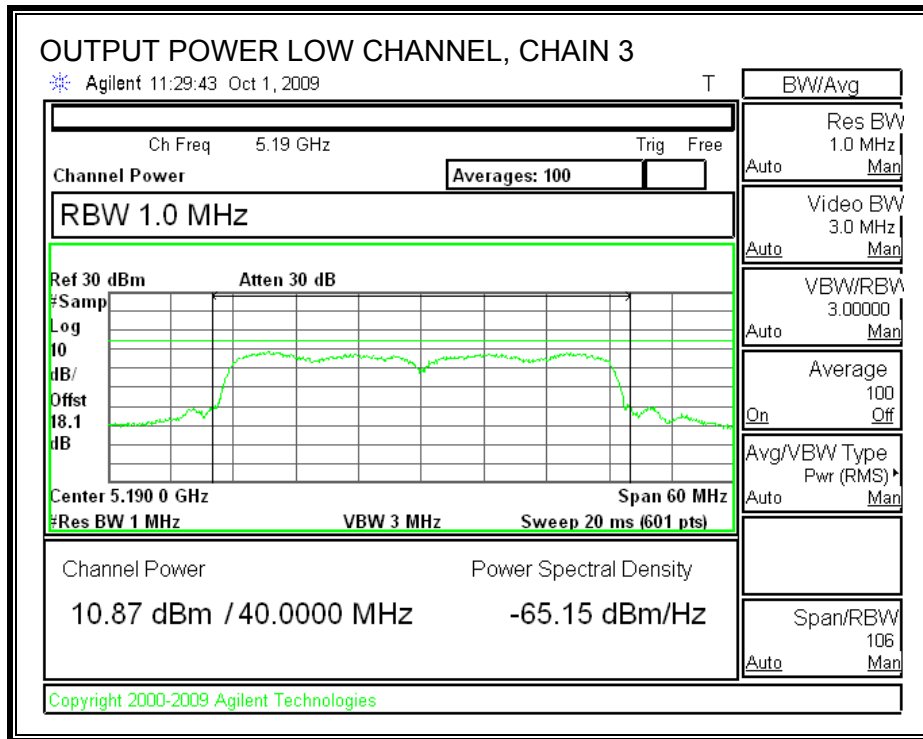 OUTPUT POWER LOW CHANNEL, CHAIN 3
Agilent 11:29:43 Oct 1, 2009 T
Ch Freq 5.19 GHz Trig Free
Channel Power Averages: 100
RBW 1.0 MHz
Ref 30 dBm Atten 30 dB
#Samp
Log
10
dB/
Offst
18.1
dB
Center 5.190 0 GHz Span 60 MHz
#Res BW 1 MHz VBW 3 MHz Sweep 20 ms (601 pts)
Channel Power Power Spectral Density
10.87 dBm / 40.0000 MHz -65.15 dBm/Hz
Copyright 2000-2009 Agilent Technologies
BW/Avg
Res BW
1.0 MHz
Auto Man
Video BW
3.0 MHz
Auto Man
VBW/RBW
3.00000
Auto Man
Average
100
On Off
Avg/VBW Type
Pwr (RMS)
Auto Man
Span/RBW
106
Auto Man